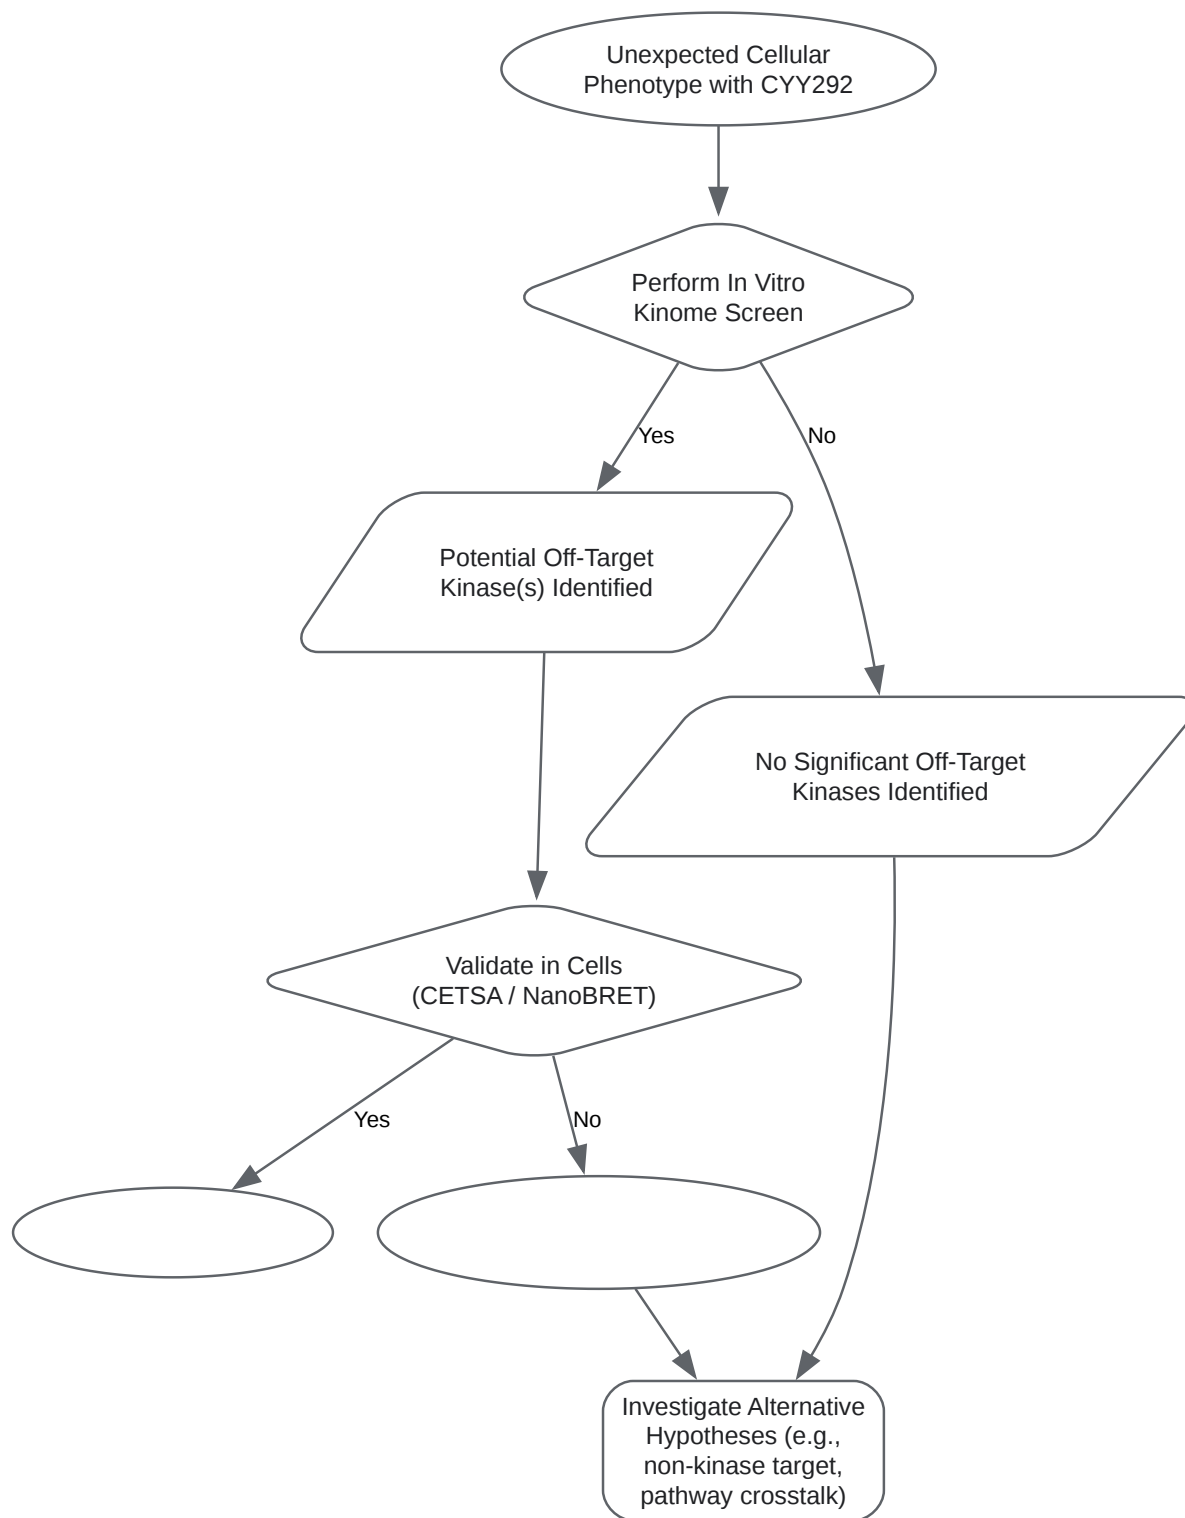 Unexpected Cellular
Phenotype with CYY292
Perform In Vitro
Kinome Screen
Yes
No
Potential Off-Target
Kinase(s) Identified
No Significant Off-Target
Kinases Identified
Validate in Cells
(CETSA / NanoBRET)
Yes
No
Investigate Alternative
Hypotheses (e.g.,
non-kinase target,
pathway crosstalk)